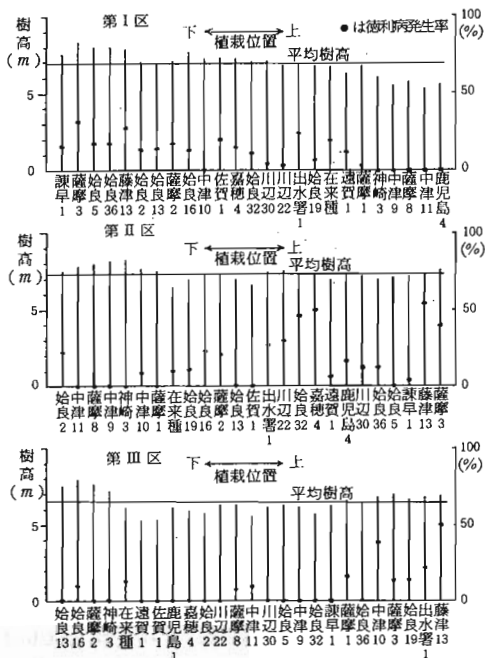 樹高(m)
第Ⅰ区
下 ←→ 上
植栽位置
●は徳利病発生率
100
(%)
平均樹高
5
50
0
0
諫早1 薩摩3 姶良5 姶良36 藤津13 姶良2 姶良13 薩摩2 姶良16 中津10 佐賀1 嘉穂4 姶良32 川辺30 川辺22 出水署1 姶良19 在来種 遠賀1 薩摩1 神崎3 中津9 薩摩8 中津11 鹿児島4
樹高(m)
第Ⅱ区
下 ←→ 上
植栽位置
100
(%)
平均樹高
5
50
0
0
姶良2 中津11 薩摩2 中津9 神崎3 中津10 薩摩1 在来種 姶良19 姶良16 薩摩2 姶良13 佐賀1 出水署1 川辺22 姶良32 嘉穂4 遠賀1 鹿児島4 川辺30 姶良36 姶良5 諫早1 藤津13 薩摩3
樹高(m)
第Ⅲ区
下 ←→ 上
植栽位置
100
(%)
平均樹高
5
50
0
0
姶良13 姶良16 薩摩2 神崎3 在来種 遠賀1 佐賀1 鹿児島1 嘉穂4 姶良2 川辺22 薩摩8 中津11 川辺30 姶良5 中津9 姶良32 諫早1 薩摩1 姶良36 中津10 薩摩3 姶良19 出水署1 藤津13